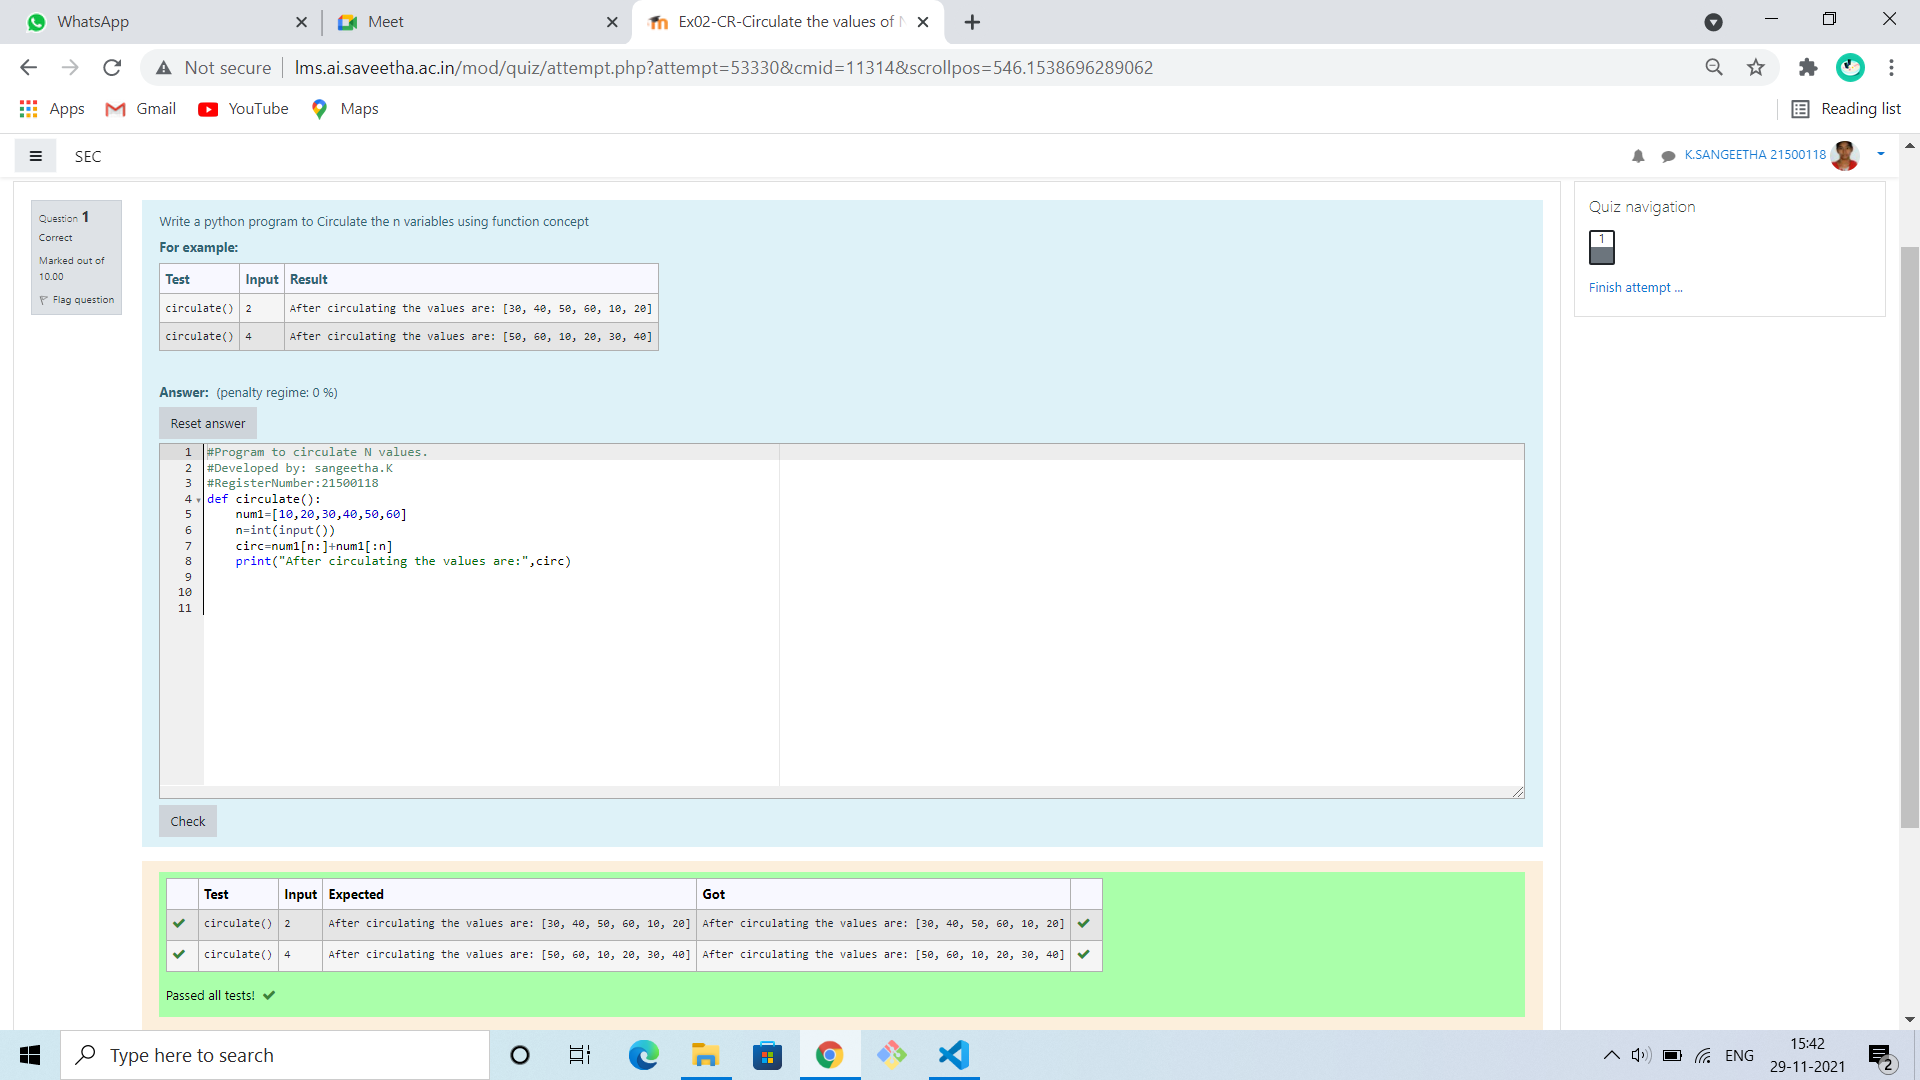 WhatsApp
Meet
Ex02-CR-Circulate the values of
Not secure
lms.ai.saveetha.ac.in/mod/quiz/attempt.php?attempt=53330&cmid=11314&scrollpos=546.1538696289062
Apps
Gmail
YouTube
Maps
Reading list
SEC
K.SANGEETHA 21500118
Question 1
Correct
Marked out of
10.00
Flag question
Write a python program to Circulate the n variables using function concept
For example:
Test Input Result
circulate() 2 After circulating the values are: [30, 40, 50, 60, 10, 20]
circulate() 4 After circulating the values are: [50, 60, 10, 20, 30, 40]
Answer: (penalty regime: 0 %)
Reset answer
1 #Program to circulate N values.
2 #Developed by: sangeetha.K
3 #RegisterNumber:21500118
4 def circulate():
5     num1=[10,20,30,40,50,60]
6     n=int(input())
7     circ=num1[n:]+num1[:n]
8     print("After circulating the values are:",circ)
9
10
11
Check
Test Input Expected Got
circulate() 2 After circulating the values are: [30, 40, 50, 60, 10, 20] After circulating the values are: [30, 40, 50, 60, 10, 20]
circulate() 4 After circulating the values are: [50, 60, 10, 20, 30, 40] After circulating the values are: [50, 60, 10, 20, 30, 40]
Passed all tests!
Quiz navigation
1
Finish attempt ...
Type here to search
ENG
15:42
29-11-2021
2